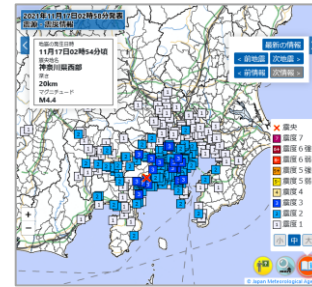 2021年11月17日02時58分発表
震源・震度情報
地震の発生日時
11月17日02時54分頃
震央地名
神奈川県西部
深さ
20km
マグニチュード
M4.4
最新の情報
< 前地震
次地震 >
< 前情報
次情報 >
震央
震度7
震度6強
震度6弱
震度5強
震度5弱
震度4
震度3
震度2
震度1
小
中
大
+
−
© Japan Meteorological Agency